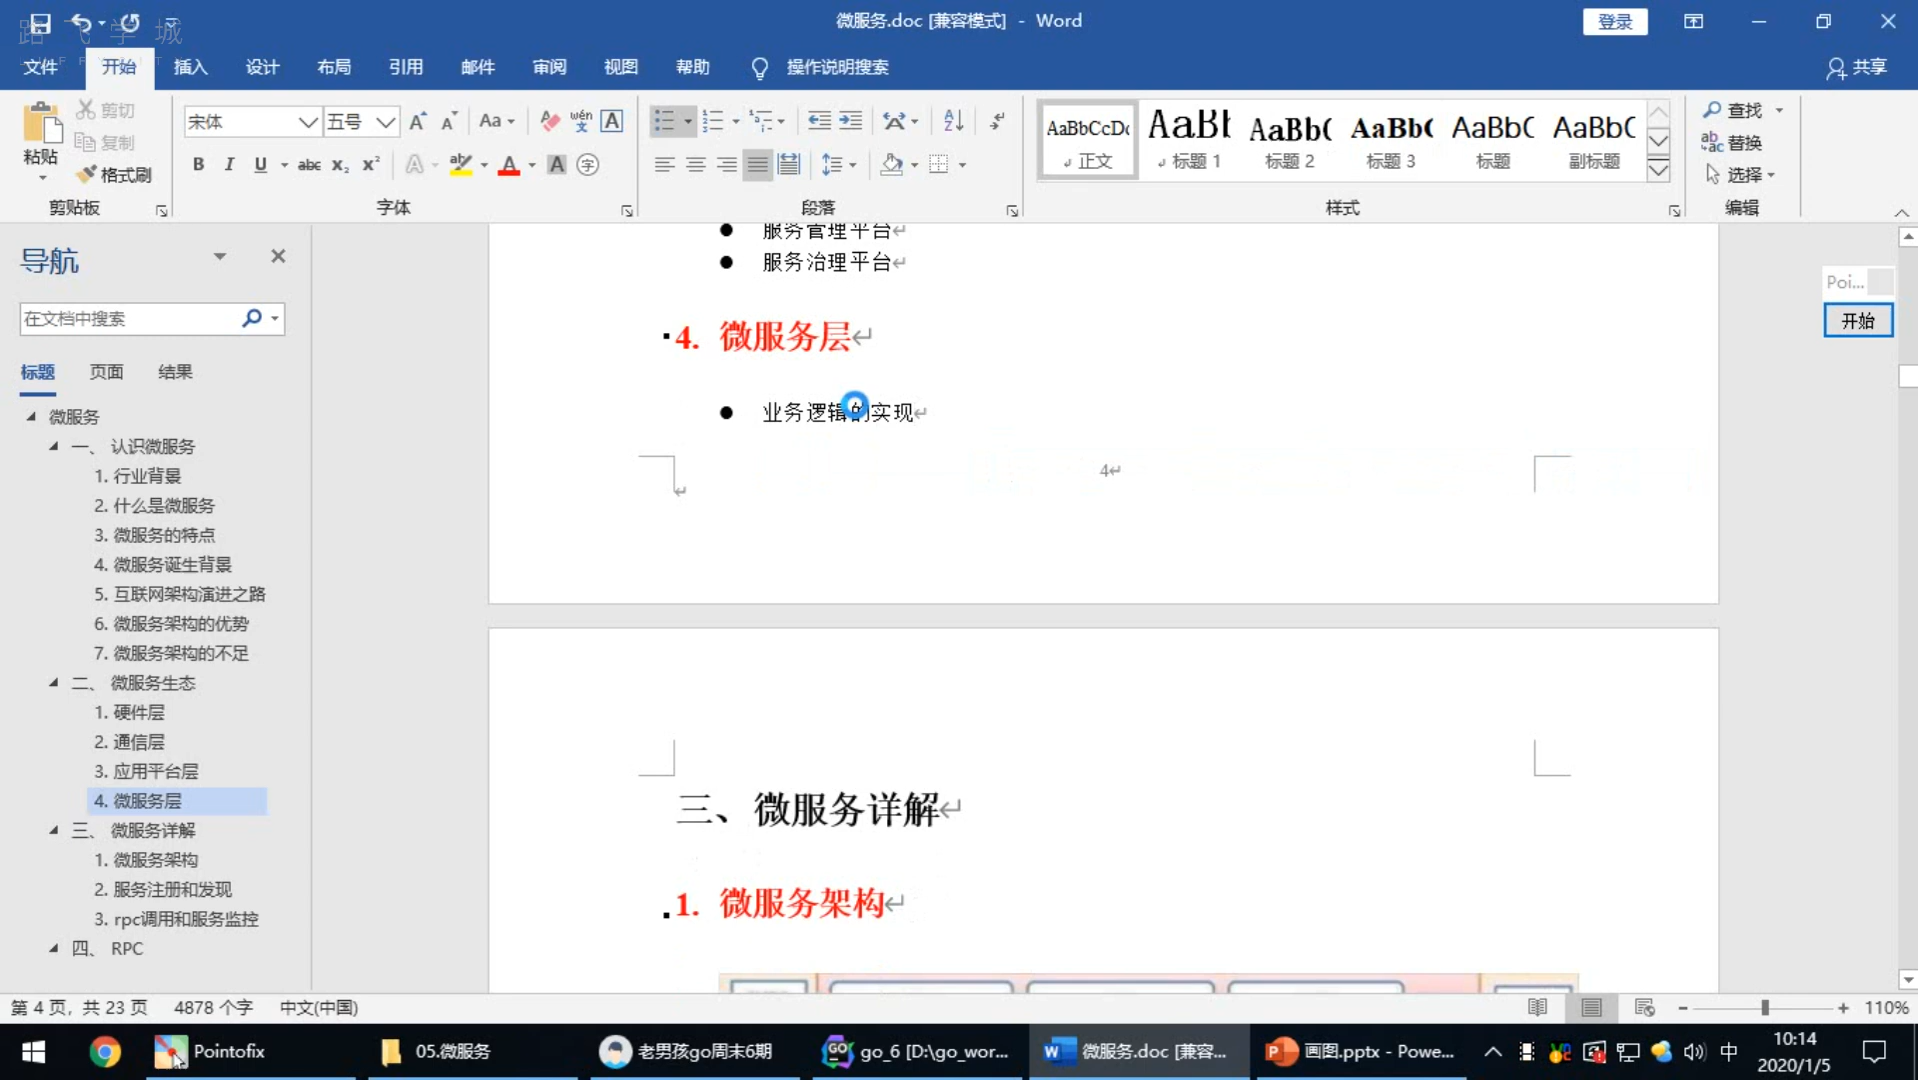 微服务.doc [兼容模式] - Word
登录
路飞学城
文件 开始 插入 设计 布局 引用 邮件 审阅 视图 帮助 操作说明搜索 共享
粘贴
剪切
复制
格式刷
剪贴板
宋体 五号
字体
段落
AaBbCcDc 正文
AaBb 标题 1
AaBbC 标题 2
AaBbC 标题 3
AaBbC 标题
AaBbC 副标题
样式
查找
替换
选择
编辑
导航
在文档中搜索
标题 页面 结果
微服务
一、 认识微服务
1. 行业背景
2. 什么是微服务
3. 微服务的特点
4. 微服务诞生背景
5. 互联网架构演进之路
6. 微服务架构的优势
7. 微服务架构的不足
二、 微服务生态
1. 硬件层
2. 通信层
3. 应用平台层
4. 微服务层
三、 微服务详解
1. 微服务架构
2. 服务注册和发现
3. rpc调用和服务监控
四、 RPC
● 服务管理平台
● 服务治理平台
4. 微服务层
● 业务逻辑的实现
4
三、微服务详解
1. 微服务架构
Poi...
开始
第 4 页，共 23 页 4878 个字 中文(中国)
110%
Pointofix
05.微服务
老男孩go周末6期
go_6 [D:\go_wor...
微服务.doc [兼容...
画图.pptx - Powe...
中
10:14
2020/1/5